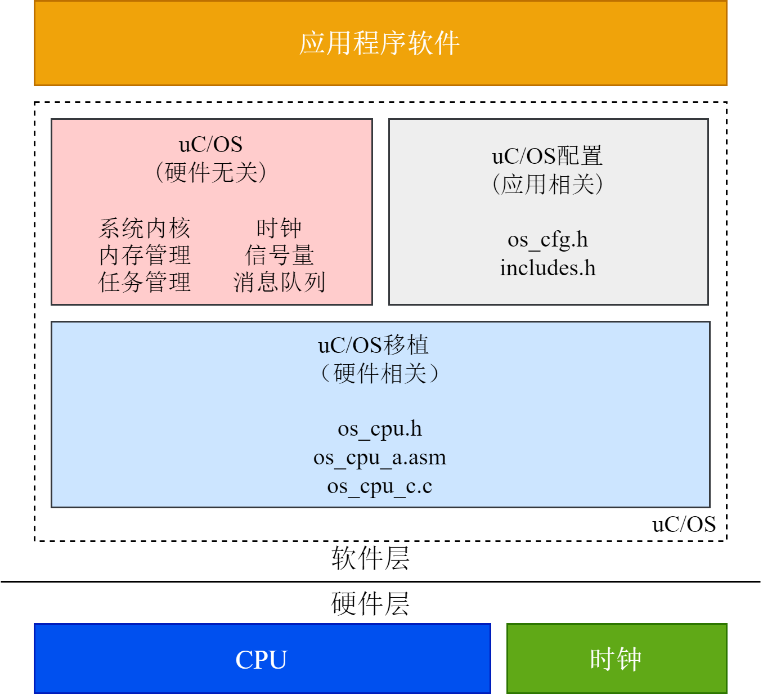 应用程序软件
uC/OS
(硬件无关)
系统内核 时钟
内存管理 信号量
任务管理 消息队列
uC/OS配置
(应用相关)
os_cfg.h
includes.h
uC/OS移植
（硬件相关）
os_cpu.h
os_cpu_a.asm
os_cpu_c.c
uC/OS
软件层
硬件层
CPU 时钟